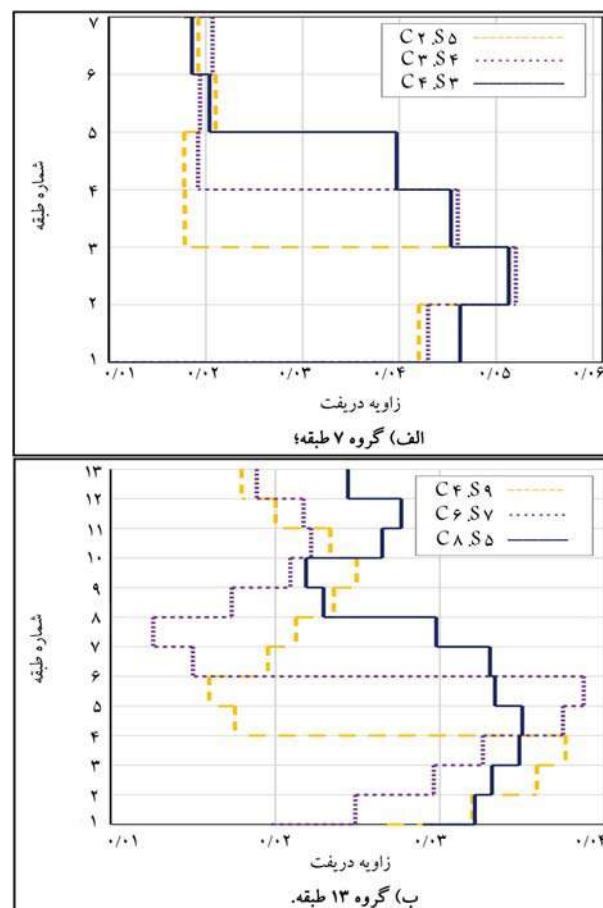 C۲.S۵
C۳.S۴
C۴.S۳
۷
۶
۵
۴
۳
۲
۱
شماره طبقه
۰/۰۱ ۰/۰۲ ۰/۰۳ ۰/۰۴ ۰/۰۵ ۰/۰۶
زاویه دریفت
الف) گروه ۷ طبقه؛
C۴.S۹
C۶.S۷
C۸.S۵
۱۳
۱۲
۱۱
۱۰
۹
۸
۷
۶
۵
۴
۳
۲
۱
شماره طبقه
۰/۰۱ ۰/۰۲ ۰/۰۳ ۰/۰۴
زاویه دریفت
ب) گروه ۱۳ طبقه.